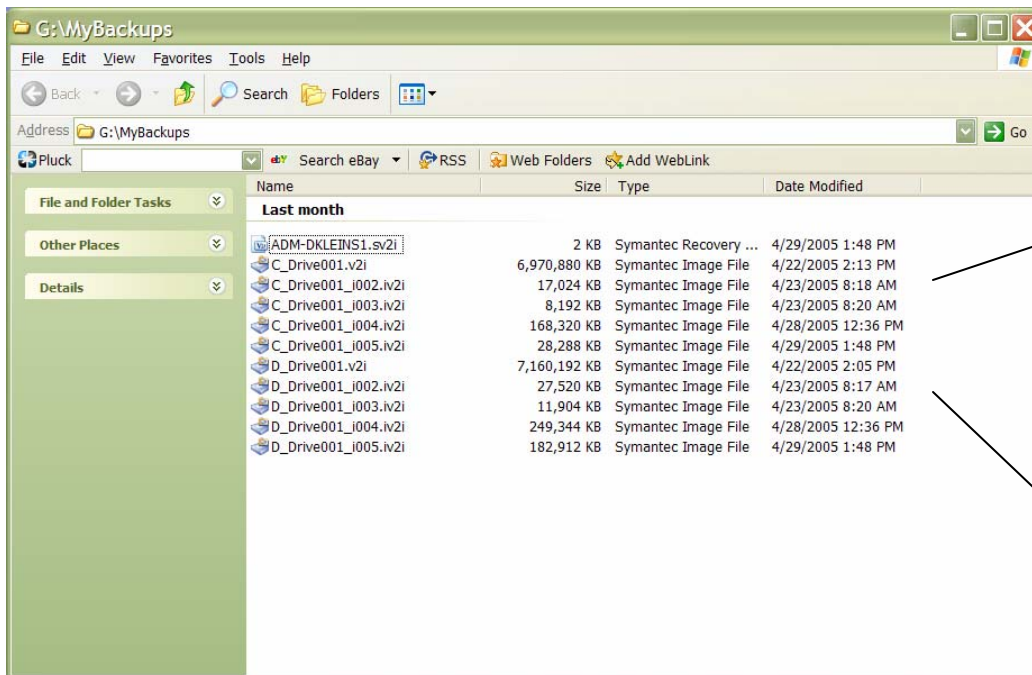 G:\MyBackups
File Edit View Favorites Tools Help
Back Search Folders
Address G:\MyBackups Go
Pluck ebY Search eBay RSS Web Folders Add WebLink
Name Size Type Date Modified
File and Folder Tasks
Other Places
Details
Last month
ADM-DKLEINS1.sv2i 2 KB Symantec Recovery ... 4/29/2005 1:48 PM
C_Drive001.v2i 6,970,880 KB Symantec Image File 4/22/2005 2:13 PM
C_Drive001_i002.iv2i 17,024 KB Symantec Image File 4/23/2005 8:18 AM
C_Drive001_i003.iv2i 8,192 KB Symantec Image File 4/23/2005 8:20 AM
C_Drive001_i004.iv2i 168,320 KB Symantec Image File 4/28/2005 12:36 PM
C_Drive001_i005.iv2i 28,288 KB Symantec Image File 4/29/2005 1:48 PM
D_Drive001.v2i 7,160,192 KB Symantec Image File 4/22/2005 2:05 PM
D_Drive001_i002.iv2i 27,520 KB Symantec Image File 4/23/2005 8:17 AM
D_Drive001_i003.iv2i 11,904 KB Symantec Image File 4/23/2005 8:20 AM
D_Drive001_i004.iv2i 249,344 KB Symantec Image File 4/28/2005 12:36 PM
D_Drive001_i005.iv2i 182,912 KB Symantec Image File 4/29/2005 1:48 PM